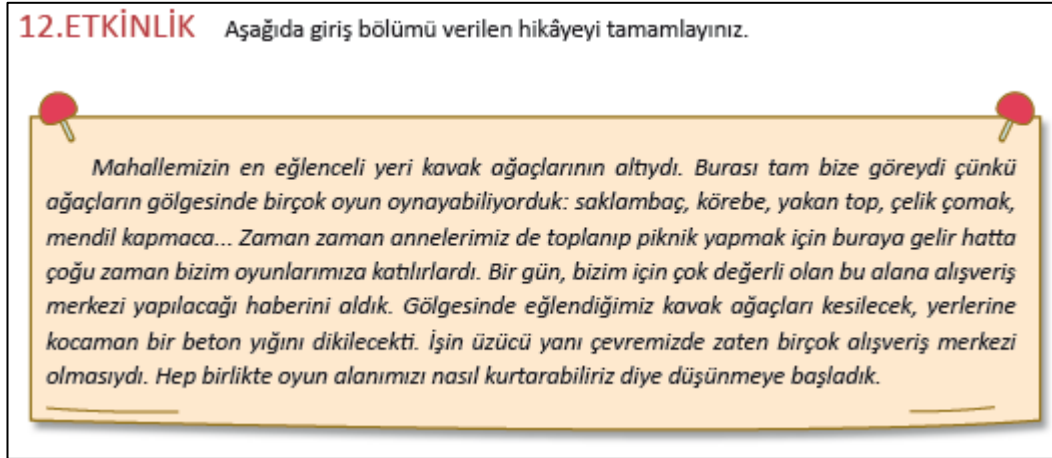 12.ETKİNLİK Aşağıda giriş bölümü verilen hikâyeyi tamamlayınız.
Mahallemizin en eğlenceli yeri kavak ağaçlarının altıydı. Burası tam bize göreydi çünkü
ağaçların gölgesinde birçok oyun oynayabiliyorduk: saklambaç, körebe, yakan top, çelik çomak,
mendil kapmaca... Zaman zaman annelerimiz de toplanıp piknik yapmak için buraya gelir hatta
çoğu zaman bizim oyunlarımıza katılırlardı. Bir gün, bizim için çok değerli olan bu alana alışveriş
merkezi yapılacağı haberini aldık. Gölgesinde eğlendiğimiz kavak ağaçları kesilecek, yerlerine
kocaman bir beton yığını dikilecekti. İşin üzücü yanı çevremizde zaten birçok alışveriş merkezi
olmasıydı. Hep birlikte oyun alanımızı nasıl kurtarabiliriz diye düşünmeye başladık.